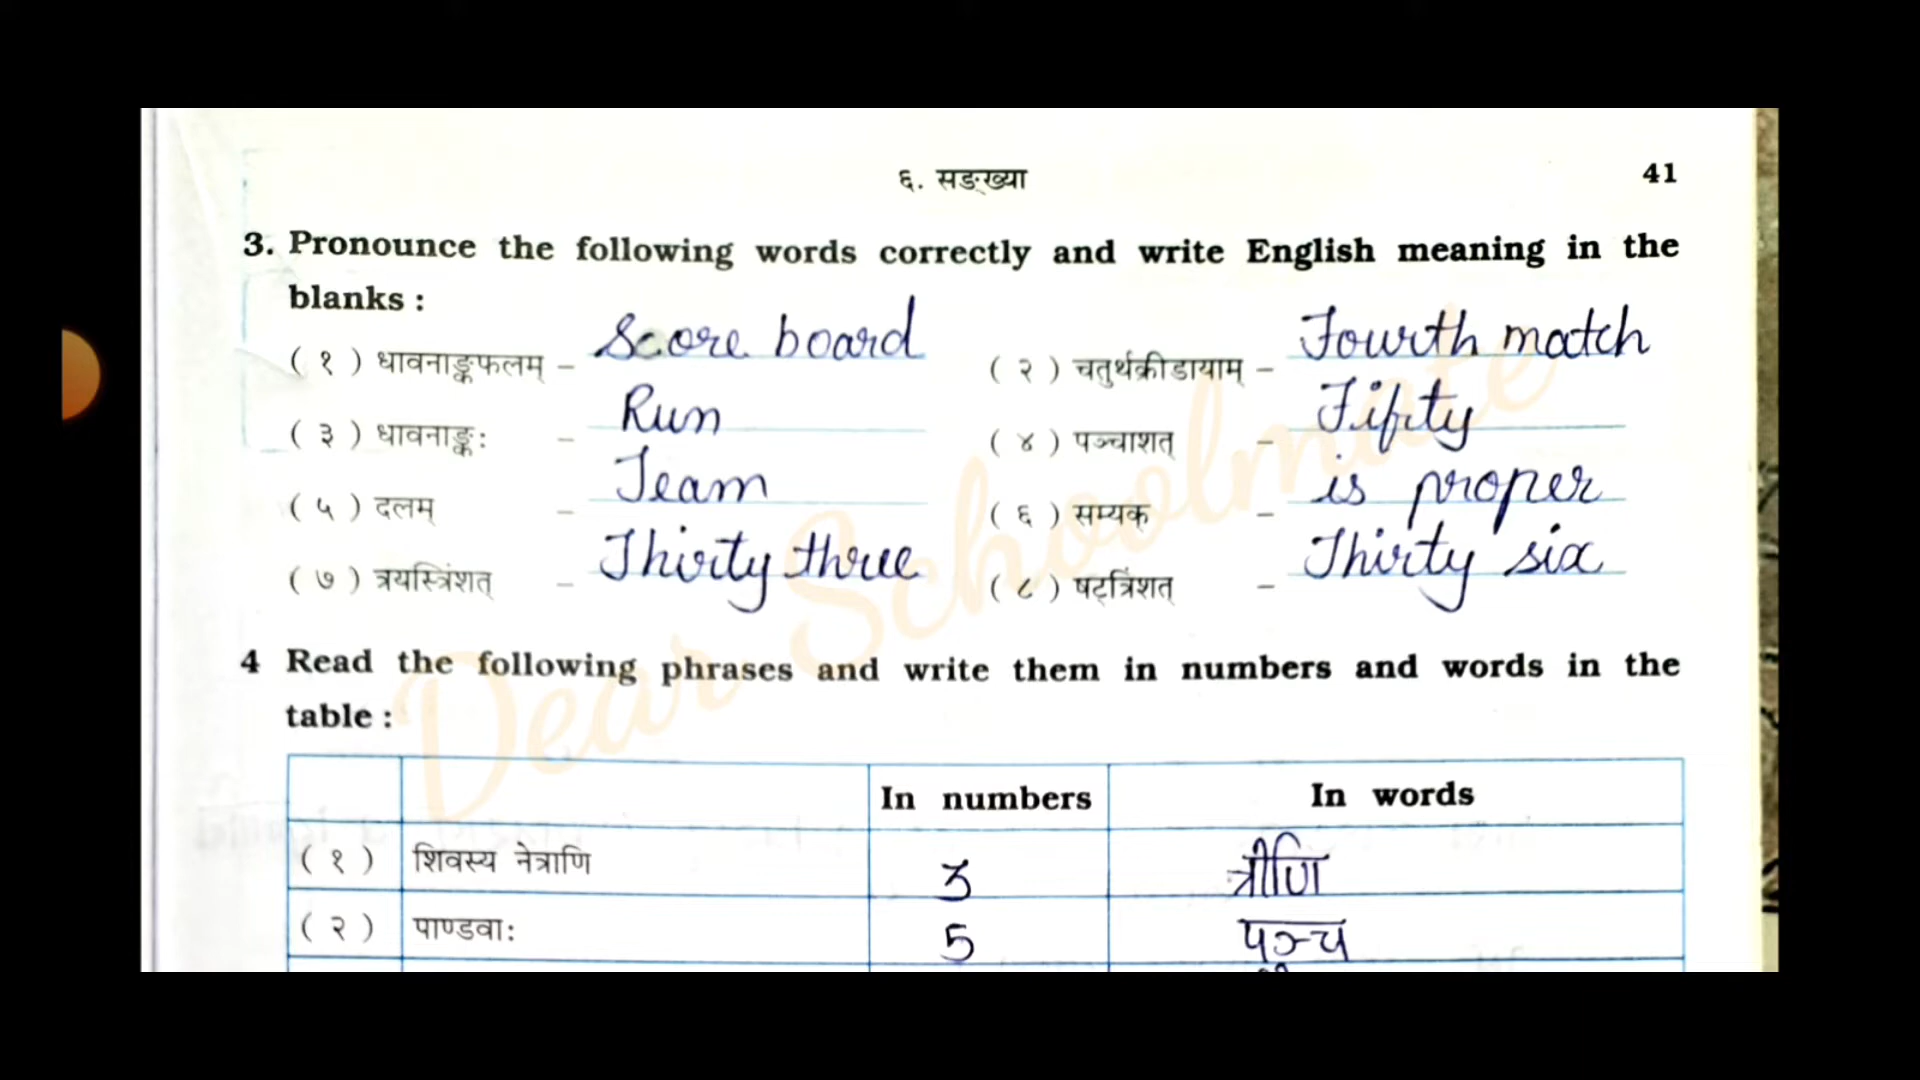 ६. सङ्ख्या 41
3. Pronounce the following words correctly and write English meaning in the
blanks :
( १ ) धावनाङ्कफलम् – Score board ( २ ) चतुर्थक्रीडायाम् – Fourth match
( ३ ) धावनाङ्कः – Run ( ४ ) पञ्चाशत् – Fifty
( ५ ) दलम् – Team ( ६ ) सम्यक् – is proper
( ७ ) त्रयस्त्रिंशत् – Thirty three ( ८ ) षट्त्रिंशत् – Thirty six
4 Read the following phrases and write them in numbers and words in the
table :
In numbers In words
( १ ) शिवस्य नेत्राणि 3 त्रीणि
( २ ) पाण्डवाः 5 पञ्च
Dear Schoolmate